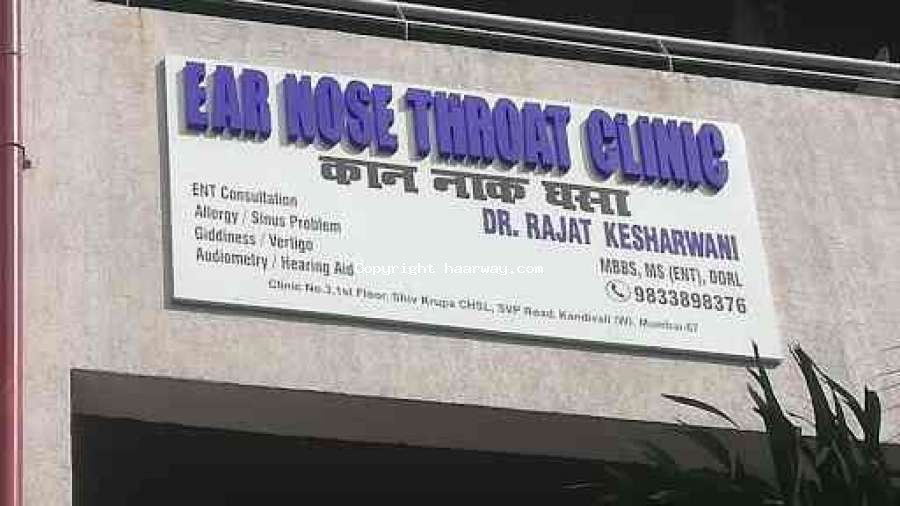 EAR NOSE THROAT CLINIC
कान नाक घसा
ENT Consultation
Allergy / Sinus Problem
Giddiness / Vertigo
Audiometry / Hearing Aid
DR. RAJAT KESHARWANI
MBBS, MS (ENT), DORL
9833898376
Clinic No.3,1st Floor, Shiv Krupa CHSL, SVP Road, Kandivali (W), Mumbai-67
Copyright haarway.com